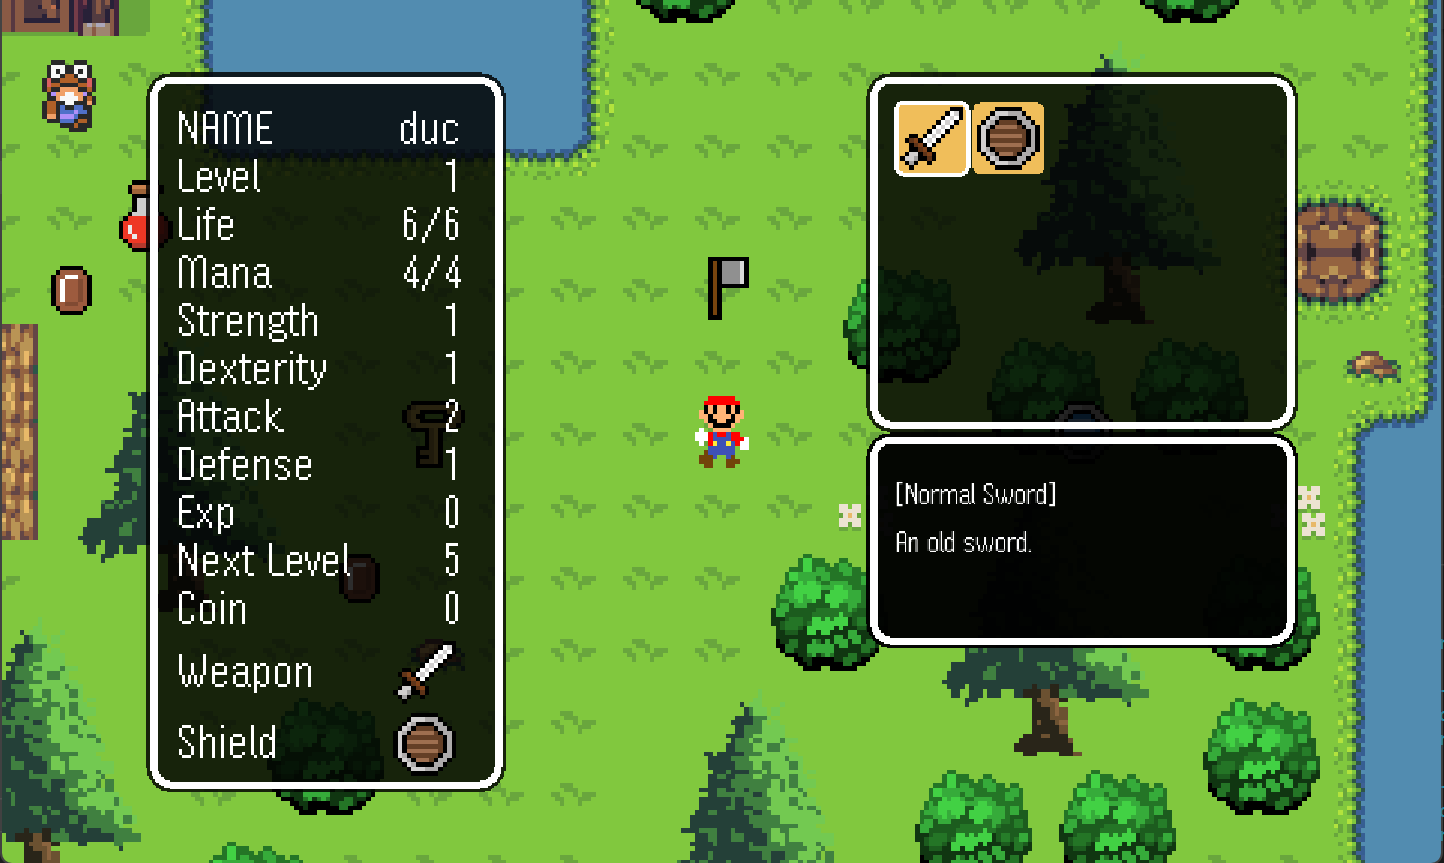 NAME duc
Level 1
Life 6/6
Mana 4/4
Strength 1
Dexterity 1
Attack 2
Defense 1
Exp 0
Next Level 5
Coin 0
Weapon
Shield
[Normal Sword]
An old sword.